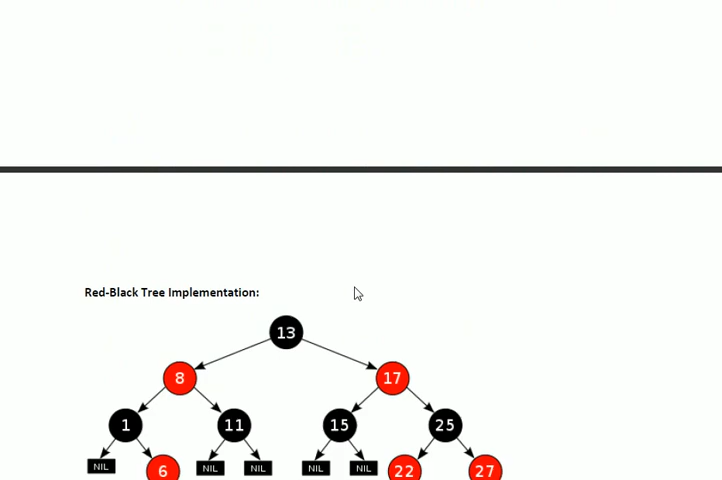 Red-Black Tree Implementation:
13
8 17
1 11 15 25
NIL 6 NIL NIL NIL NIL 22 27